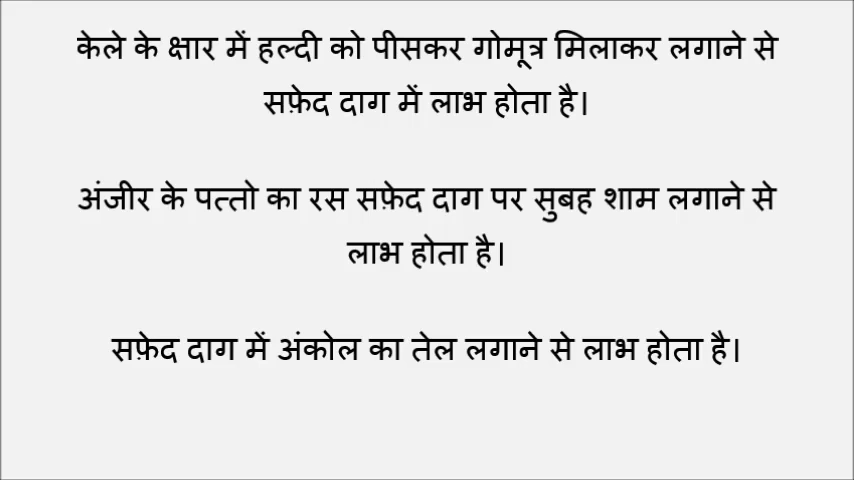 केले के क्षार में हल्दी को पीसकर गोमूत्र मिलाकर लगाने से
सफ़ेद दाग में लाभ होता है।
अंजीर के पत्तो का रस सफ़ेद दाग पर सुबह शाम लगाने से
लाभ होता है।
सफ़ेद दाग में अंकोल का तेल लगाने से लाभ होता है।